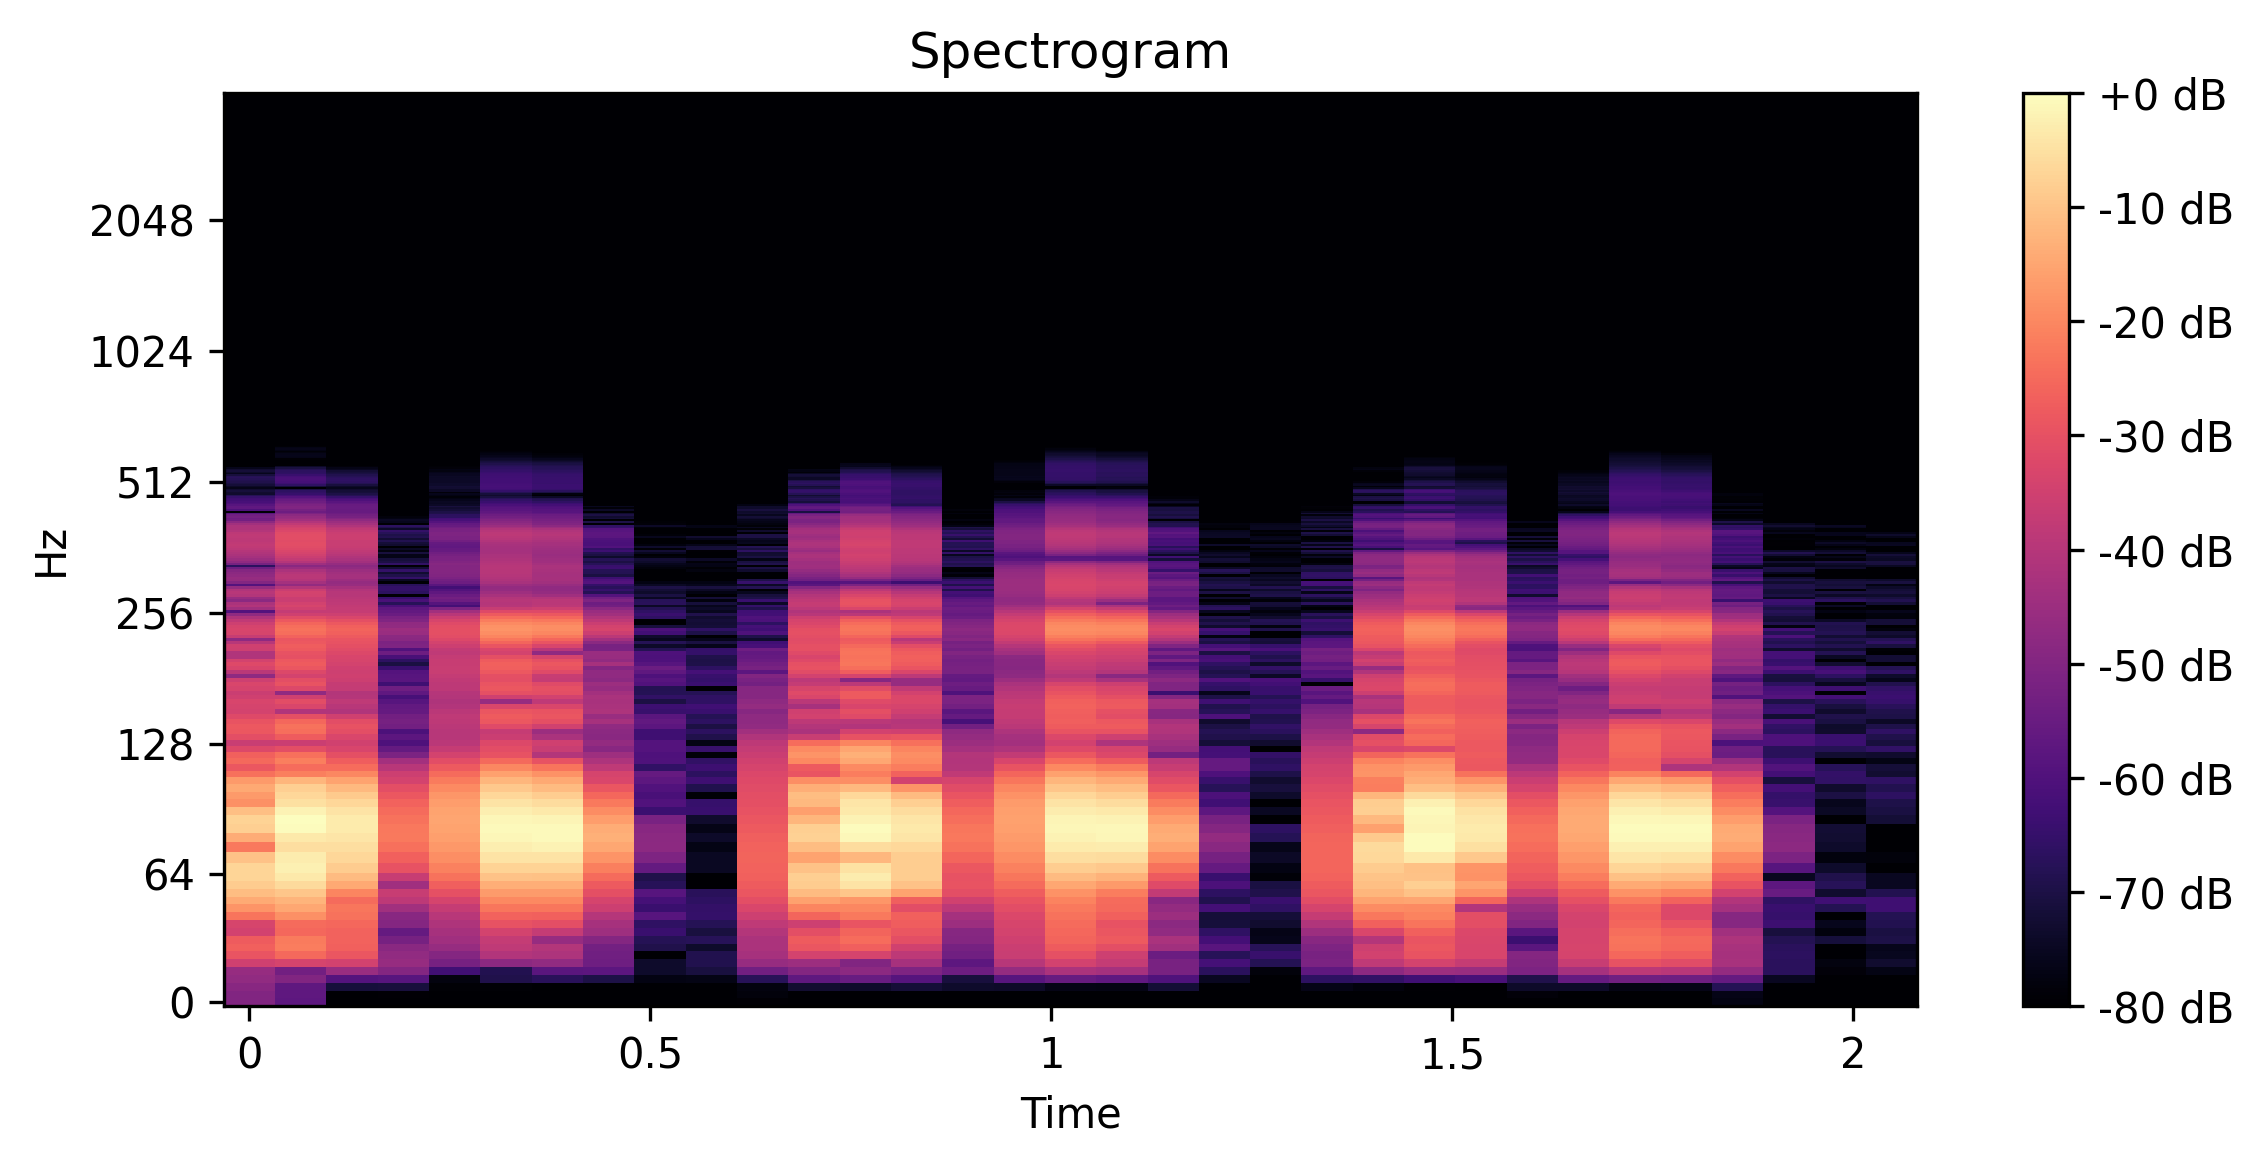 Spectrogram
+0 dB
2048
-10 dB
-20 dB
1024
-30 dB
512
-40 dB
Hz
256
-50 dB
128
-60 dB
64
-70 dB
0
-80 dB
0 0.5 1 1.5 2
Time